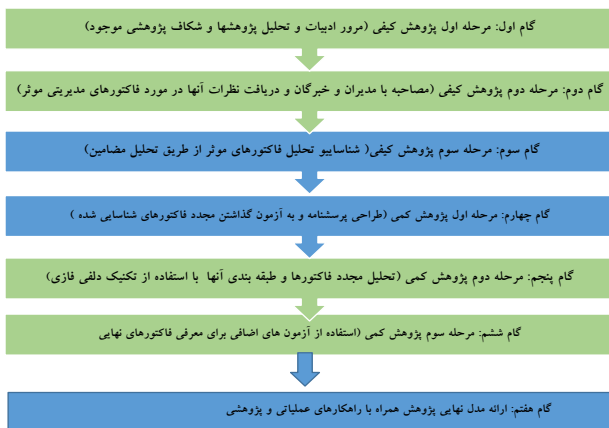 گام اول: مرحله اول پژوهش کیفی (مرور ادبیات و تحلیل پژوهشها و شکاف پژوهشی موجود)
گام دوم: مرحله دوم پژوهش کیفی (مصاحبه با مدیران و خبرگان و دریافت نظرات آنها در مورد فاکتورهای مدیریتی موثر)
گام سوم: مرحله سوم پژوهش کیفی( شناساییو تحلیل فاکتورهای موثر از طریق تحلیل مضامین)
گام چهارم: مرحله اول پژوهش کمی (طراحی پرسشنامه و به آزمون گذاشتن مجدد فاکتورهای شناسایی شده )
گام پنجم: مرحله دوم پژوهش کمی (تحلیل مجدد فاکتورها و طبقه بندی آنها با استفاده از تکنیک دلفی فازی)
گام ششم: مرحله سوم پژوهش کمی (استفاده از آزمون های اضافی برای معرفی فاکتورهای نهایی
گام هفتم: ارائه مدل نهایی پژوهش همراه با راهکارهای عملیاتی و پژوهشی